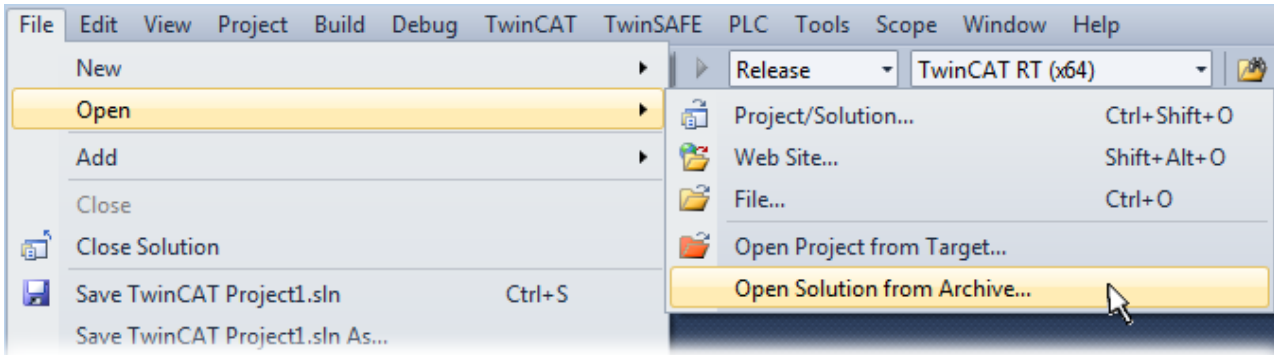 File Edit View Project Build Debug TwinCAT TwinSAFE PLC Tools Scope Window Help
Release TwinCAT RT (x64)
New
Open
Add
Close
Close Solution
Save TwinCAT Project1.sln Ctrl+S
Save TwinCAT Project1.sln As...
Project/Solution... Ctrl+Shift+O
Web Site... Shift+Alt+O
File... Ctrl+O
Open Project from Target...
Open Solution from Archive...